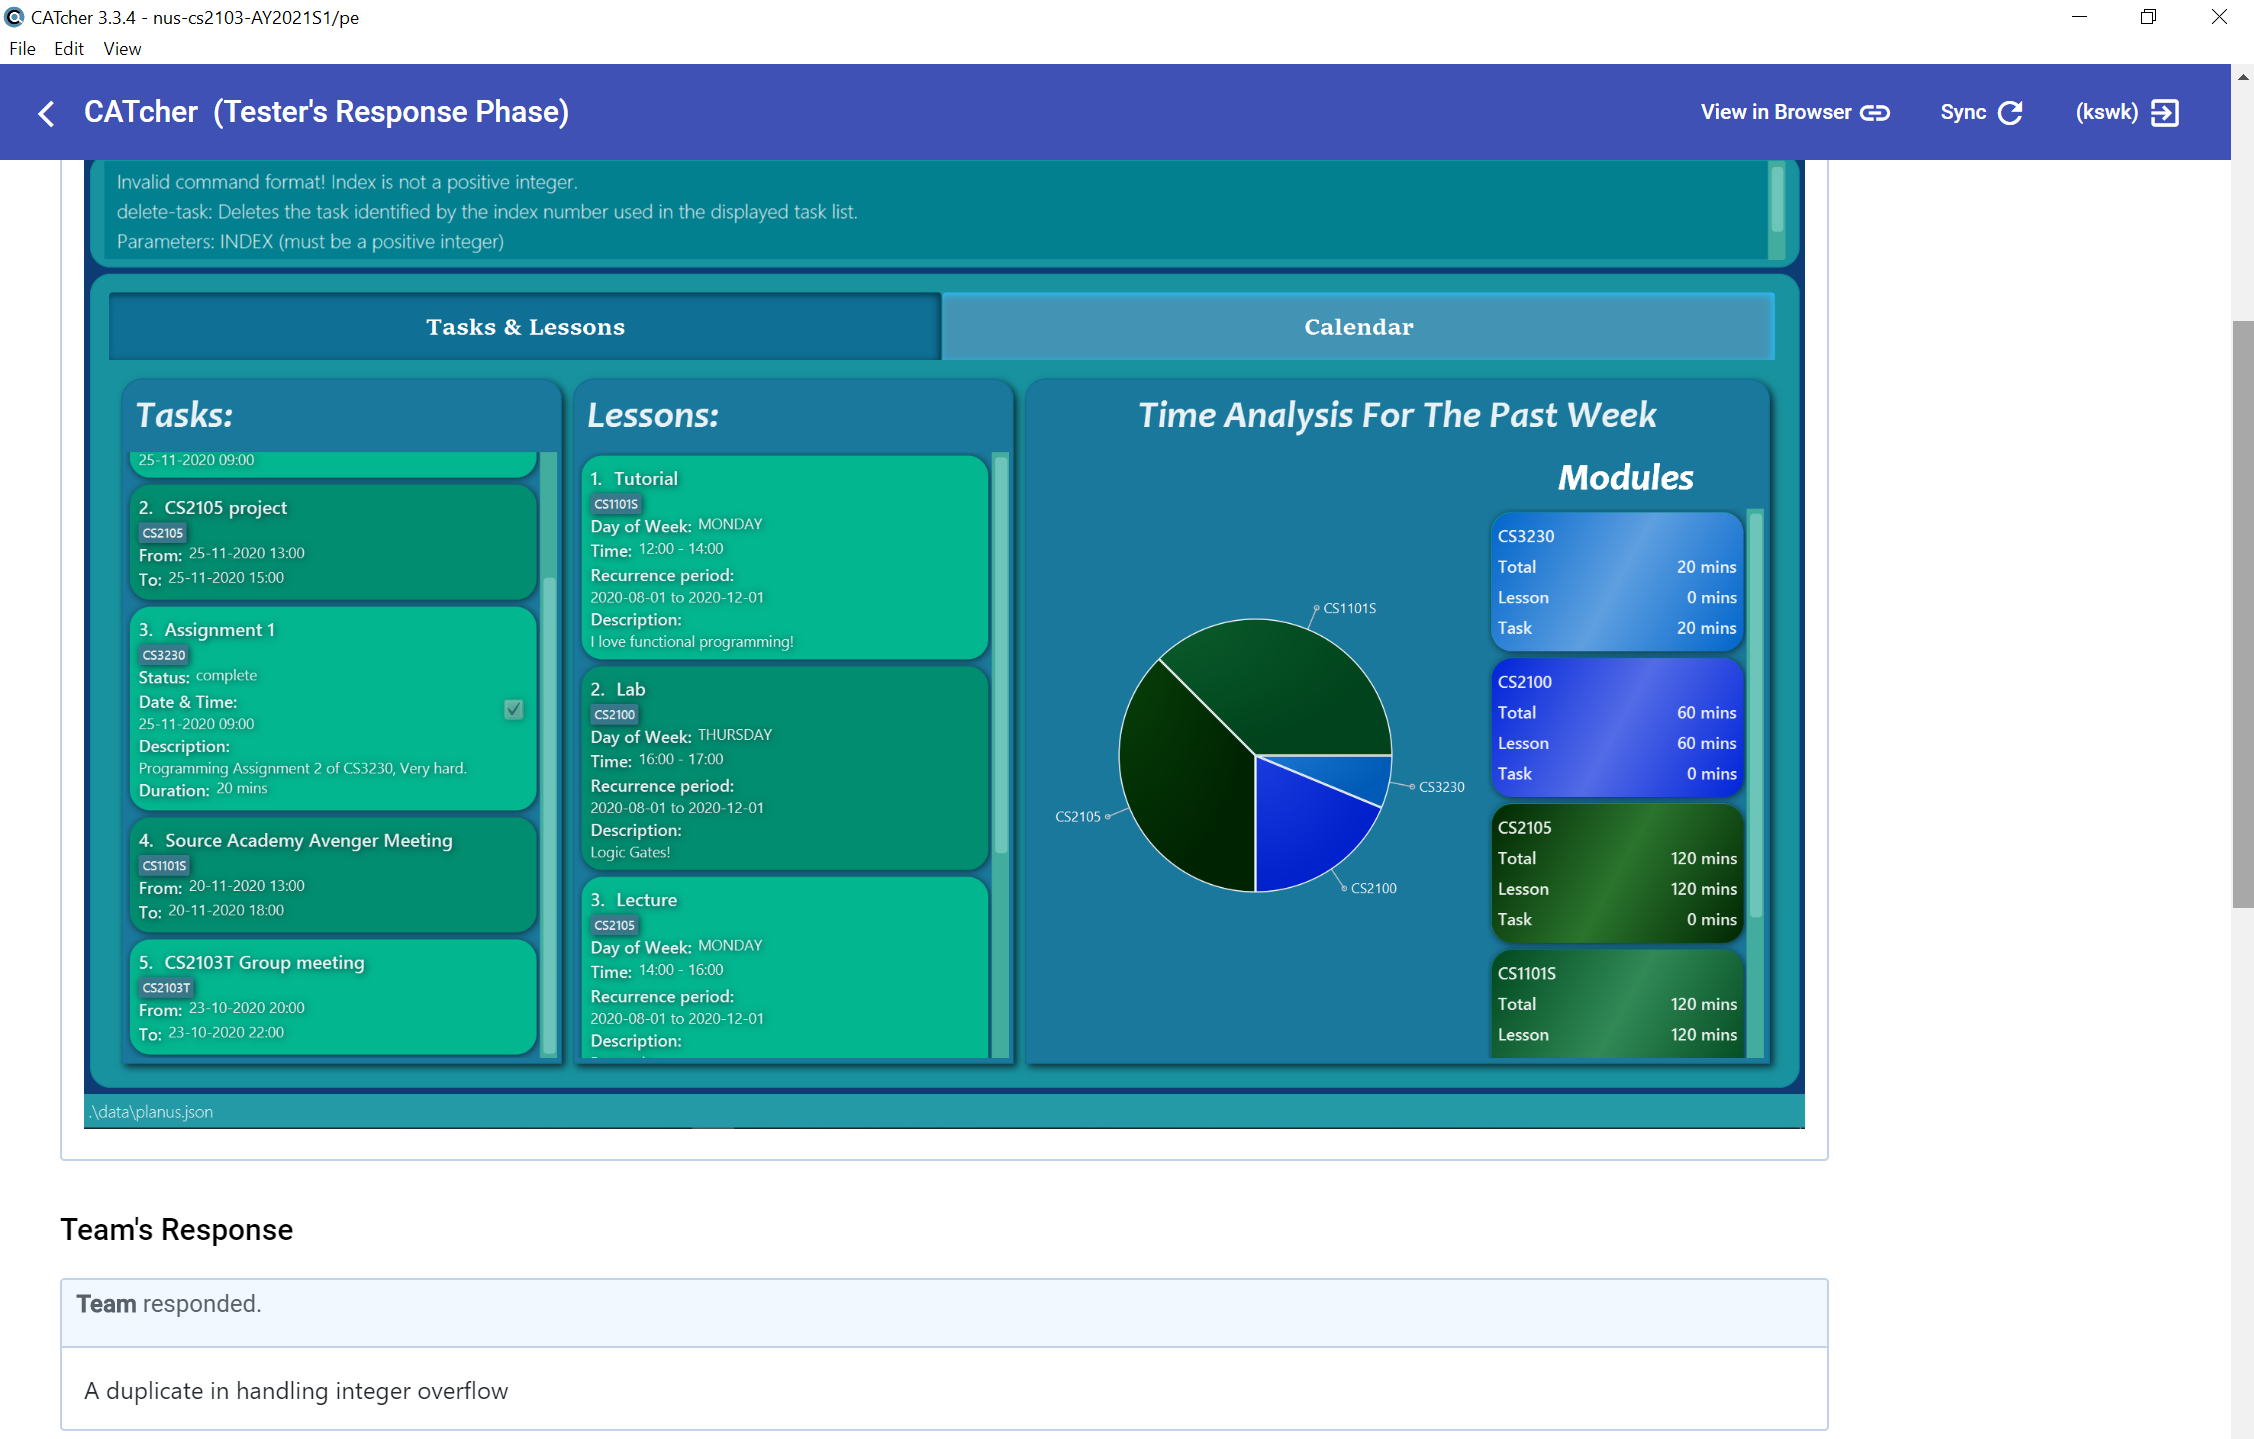 CATcher 3.3.4 - nus-cs2103-AY2021S1/pe
File Edit View
CATcher (Tester's Response Phase)
View in Browser
Sync
(kswk)
Invalid command format! Index is not a positive integer.
delete-task: Deletes the task identified by the index number used in the displayed task list.
Parameters: INDEX (must be a positive integer)
Tasks & Lessons
Calendar
Tasks:
25-11-2020 09:00
2. CS2105 project
CS2105
From: 25-11-2020 13:00
To: 25-11-2020 15:00
3. Assignment 1
CS3230
Status: complete
Date & Time:
25-11-2020 09:00
Description:
Programming Assignment 2 of CS3230, Very hard.
Duration: 20 mins
4. Source Academy Avenger Meeting
CS1101S
From: 20-11-2020 13:00
To: 20-11-2020 18:00
5. CS2103T Group meeting
CS2103T
From: 23-10-2020 20:00
To: 23-10-2020 22:00
Lessons:
1. Tutorial
CS1101S
Day of Week: MONDAY
Time: 12:00 - 14:00
Recurrence period:
2020-08-01 to 2020-12-01
Description:
I love functional programming!
2. Lab
CS2100
Day of Week: THURSDAY
Time: 16:00 - 17:00
Recurrence period:
2020-08-01 to 2020-12-01
Description:
Logic Gates!
3. Lecture
CS2105
Day of Week: MONDAY
Time: 14:00 - 16:00
Recurrence period:
2020-08-01 to 2020-12-01
Description:
Time Analysis For The Past Week
CS1101S
CS3230
CS2105
CS2100
Modules
CS3230
Total 20 mins
Lesson 0 mins
Task 20 mins
CS2100
Total 60 mins
Lesson 60 mins
Task 0 mins
CS2105
Total 120 mins
Lesson 120 mins
Task 0 mins
CS1101S
Total 120 mins
Lesson 120 mins
.\data\planus.json
Team's Response
Team responded.
A duplicate in handling integer overflow